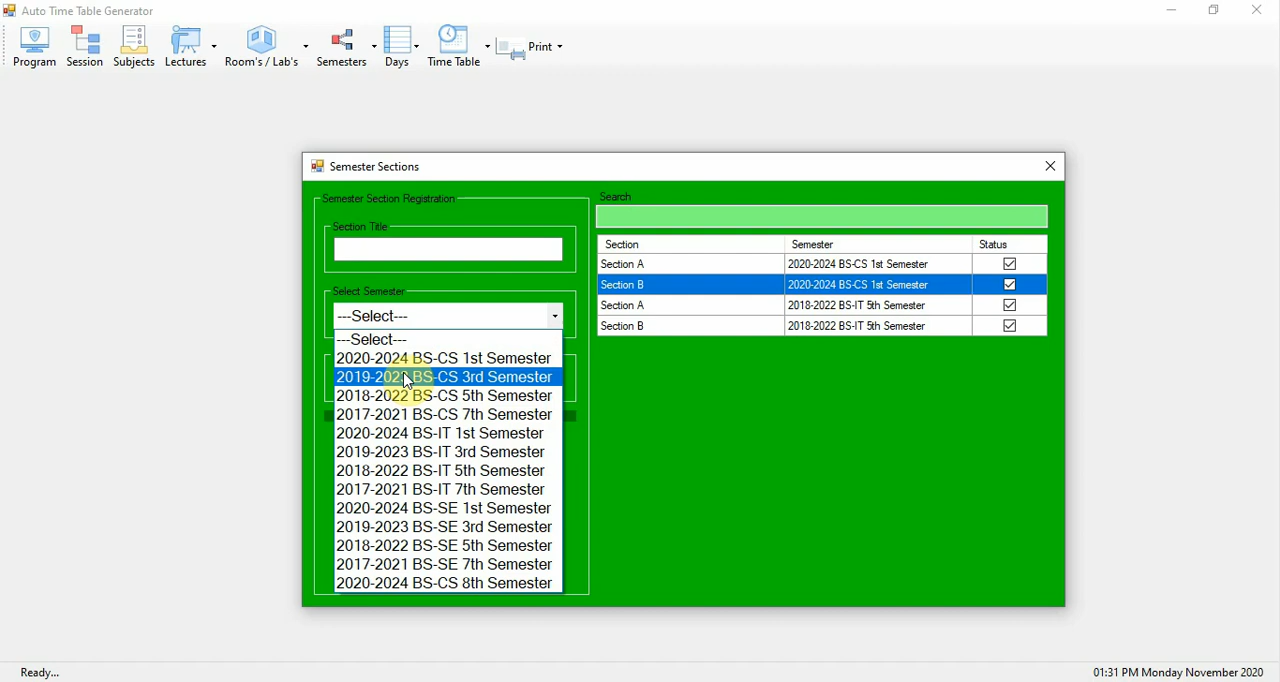 Auto Time Table Generator
Program Session Subjects Lectures Room's / Lab's Semesters Days Time Table Print
Semester Sections
Semester Section Registration
Section Title
Select Semester
---Select---
---Select---
2020-2024 BS-CS 1st Semester
2019-2023 BS-CS 3rd Semester
2018-2022 BS-CS 5th Semester
2017-2021 BS-CS 7th Semester
2020-2024 BS-IT 1st Semester
2019-2023 BS-IT 3rd Semester
2018-2022 BS-IT 5th Semester
2017-2021 BS-IT 7th Semester
2020-2024 BS-SE 1st Semester
2019-2023 BS-SE 3rd Semester
2018-2022 BS-SE 5th Semester
2017-2021 BS-SE 7th Semester
2020-2024 BS-CS 8th Semester
Search
Section Semester Status
Section A 2020-2024 BS-CS 1st Semester
Section B 2020-2024 BS-CS 1st Semester
Section A 2018-2022 BS-IT 5th Semester
Section B 2018-2022 BS-IT 5th Semester
Ready...
01:31 PM Monday November 2020